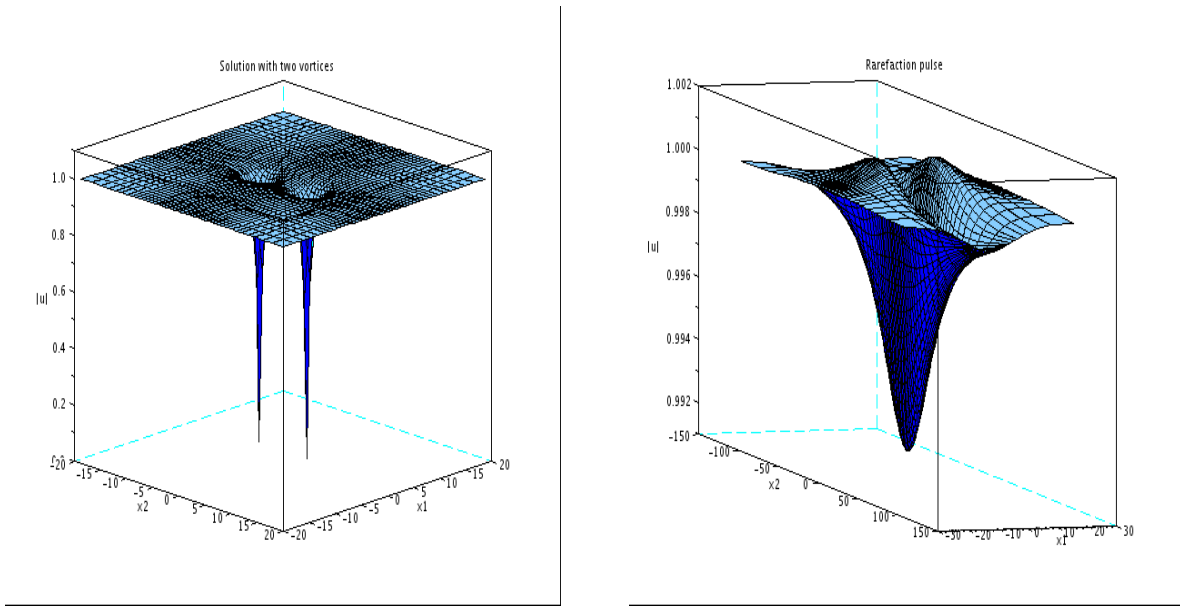 Solution with two vortices
1.0
0.8
|u| 0.6
0.4
0.2
-20 -15 -10 -5 0 5 10 15 20
x2
-20 -15 -10 -5 0 5 10 15 20
x1
Rarefaction pulse
1.002
1.000
0.998
|u|
0.996
0.994
0.992
-150 -100 -50 0 50 100 150
x2
-30 -20 -10 0 10 20 30
x1